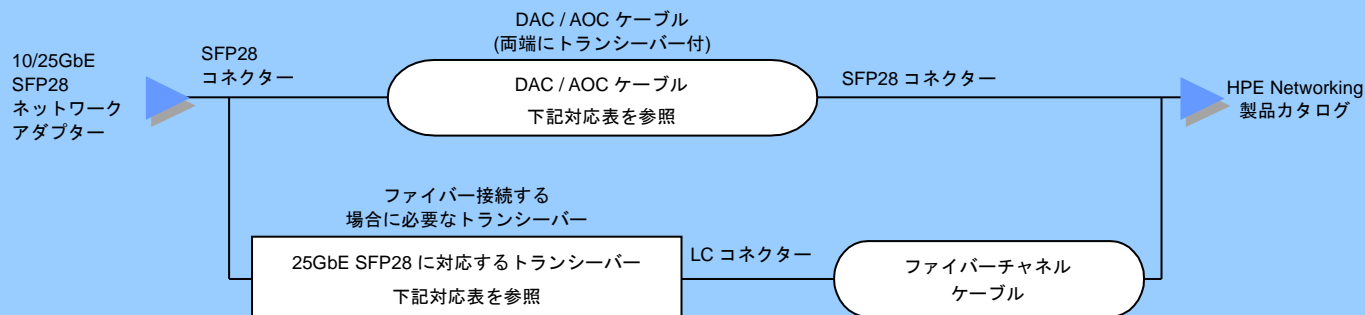 10/25GbE
SFP28
ネットワーク
アダプター
SFP28
コネクター
DAC / AOC ケーブル
(両端にトランシーバー付)
DAC / AOC ケーブル
下記対応表を参照
SFP28 コネクター
HPE Networking
製品カタログ
ファイバー接続する
場合に必要なトランシーバー
25GbE SFP28 に対応するトランシーバー
下記対応表を参照
LC コネクター
ファイバーチャネル
ケーブル